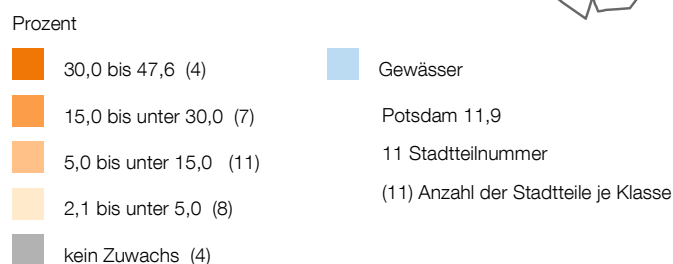 Prozent
30,0 bis 47,6 (4)
15,0 bis unter 30,0 (7)
5,0 bis unter 15,0 (11)
2,1 bis unter 5,0 (8)
kein Zuwachs (4)
Gewässer
Potsdam 11,9
11 Stadtteilnummer
(11) Anzahl der Stadtteile je Klasse